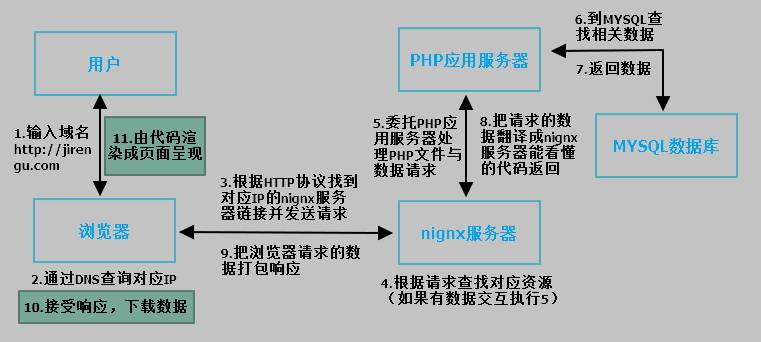 用户
1.输入域名
http://jiren
gu.com
11.由代码渲
染成页面呈现
浏览器
2.通过DNS查询对应IP
10.接受响应，下载数据
3.根据HTTP协议找到
对应IP的nignx服务
器链接并发送请求
9.把浏览器请求的数
据打包响应
PHP应用服务器
5.委托PHP应
用服务器处
理PHP文件与
数据请求
8.把请求的数
据翻译成nignx
服务器能看懂
的代码返回
nignx服务器
4.根据请求查找对应资源
（如果有数据交互执行5）
6.到MYSQL查
找相关数据
7.返回数据
MYSQL数据库